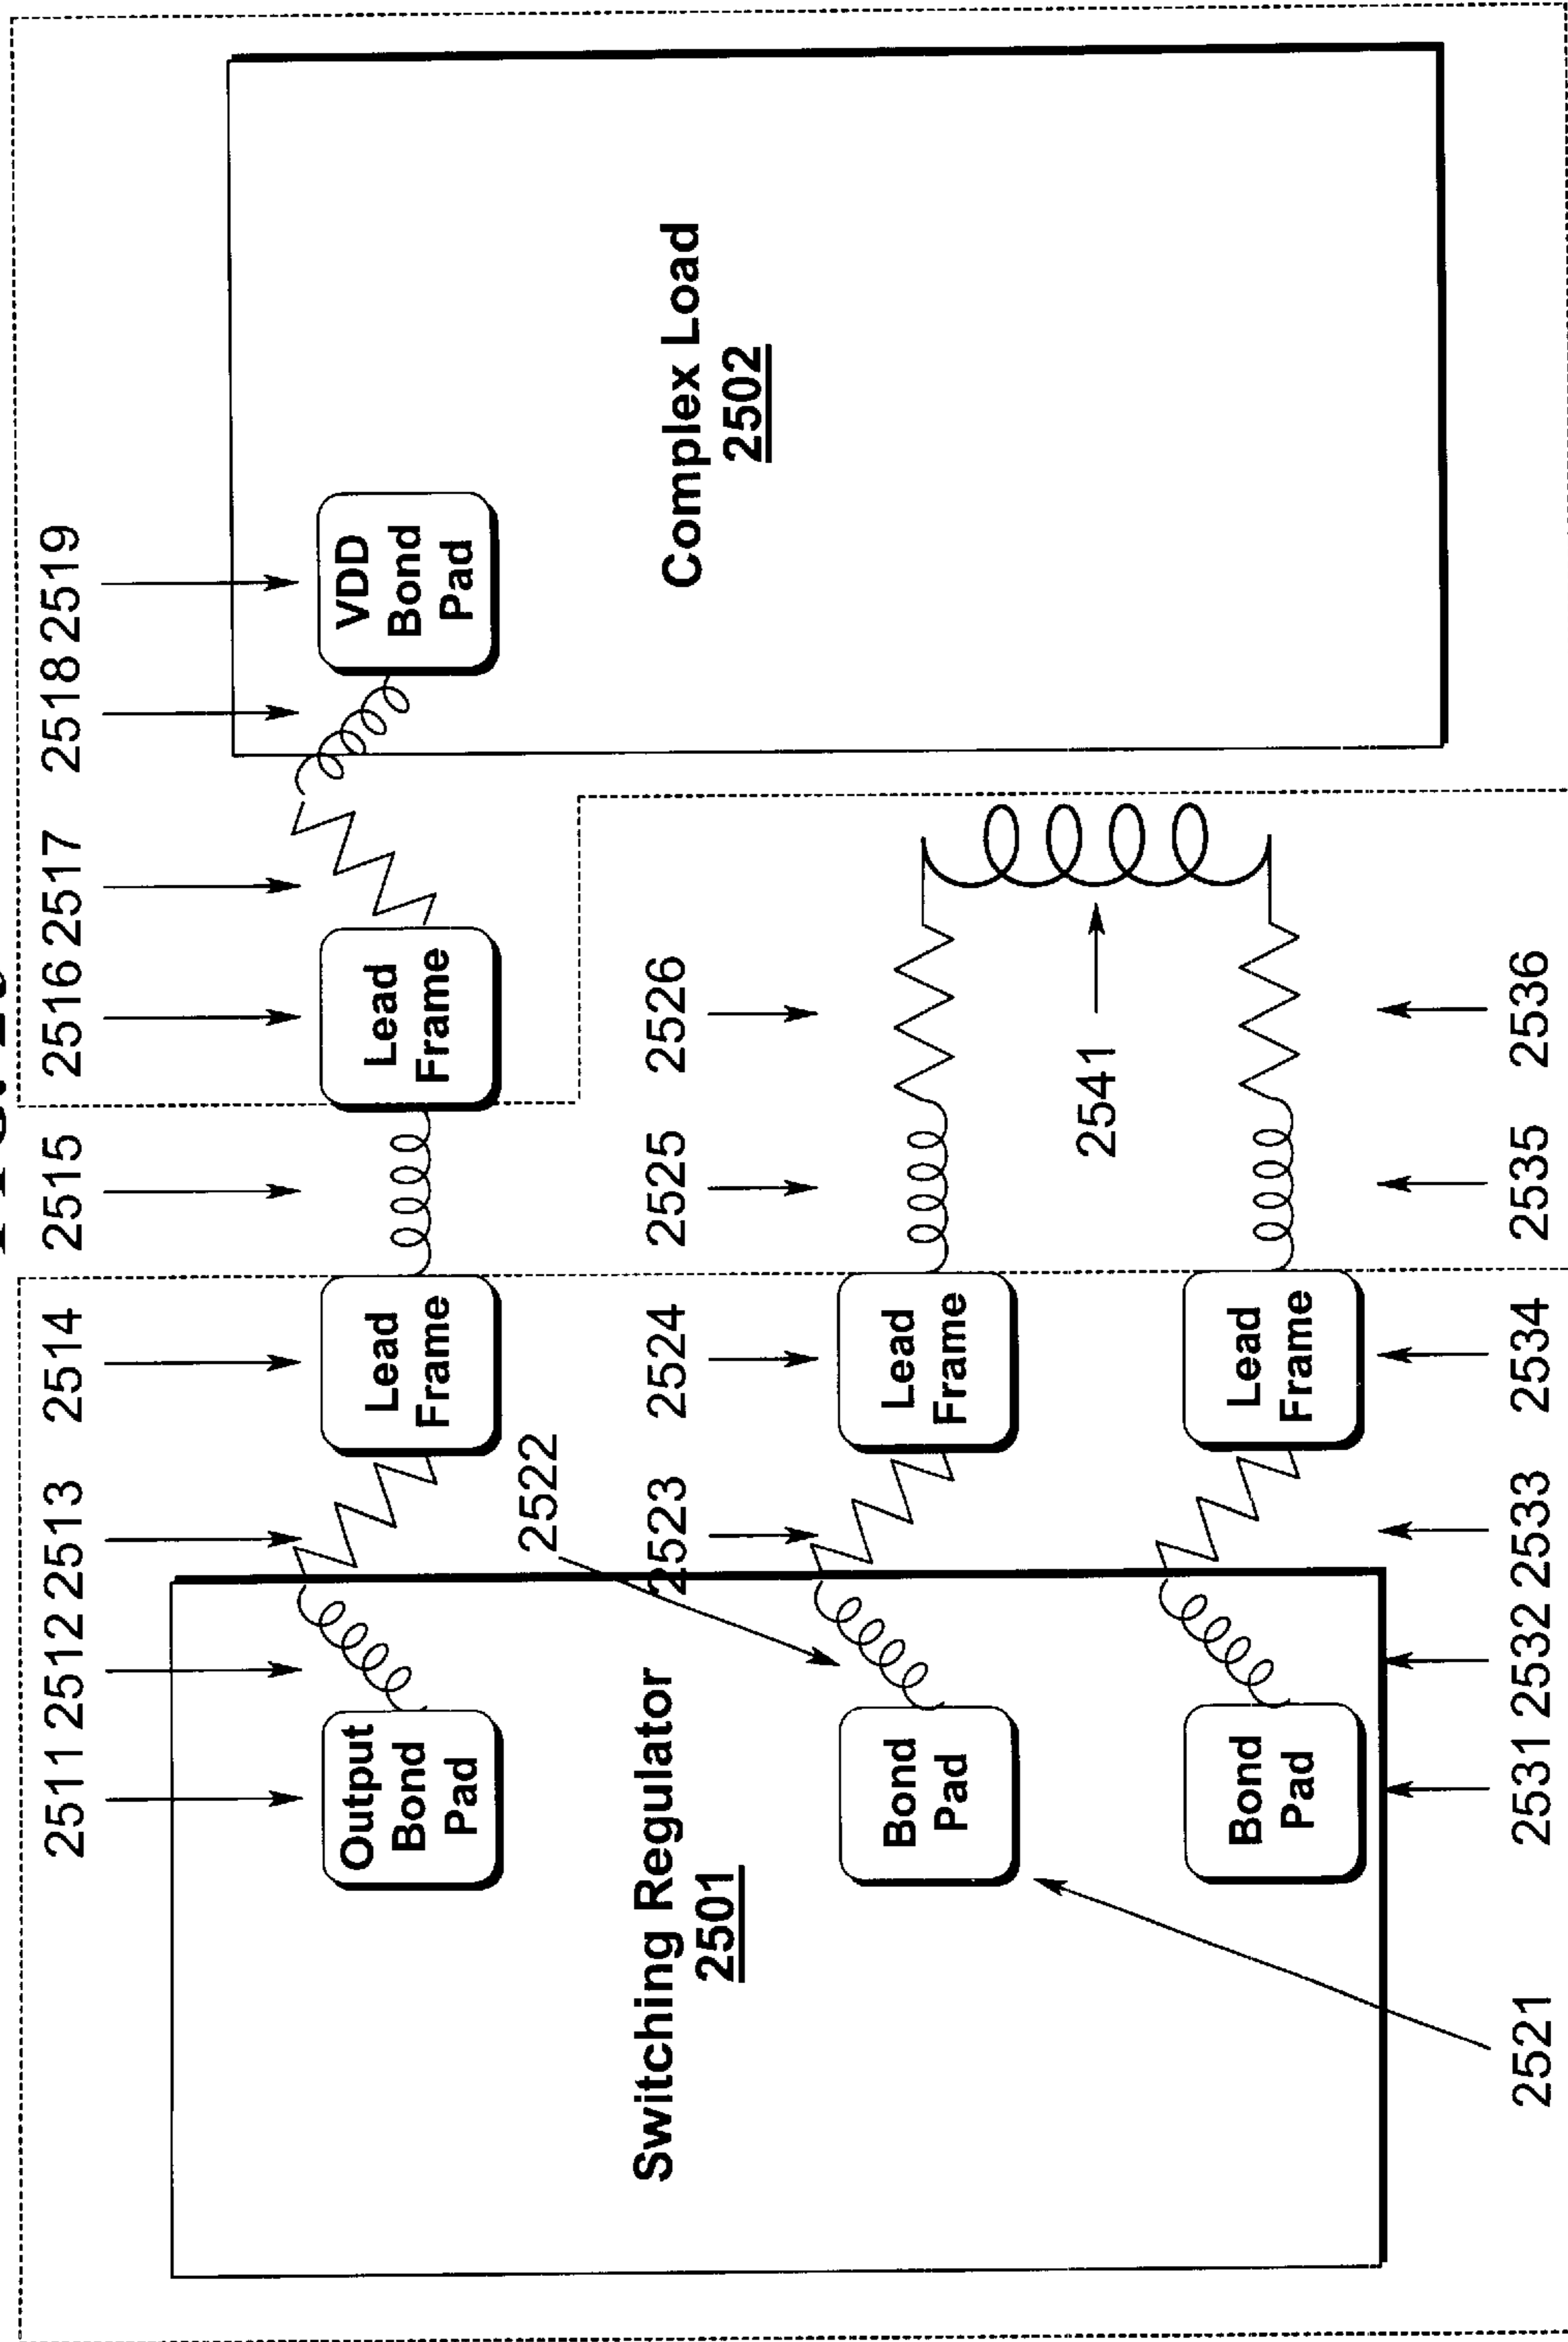 2511 2512 2513 2514 2515 2516 2517 2518 2519
Output
Bond
Pad
Lead
Frame
Lead
Frame
VDD
Bond
Pad
2522
Switching Regulator
2501
2523 2524 2525 2526
Complex Load
2502
Bond
Pad
Lead
Frame
2541
Bond
Pad
Lead
Frame
2521 2531 2532 2533 2534 2535 2536